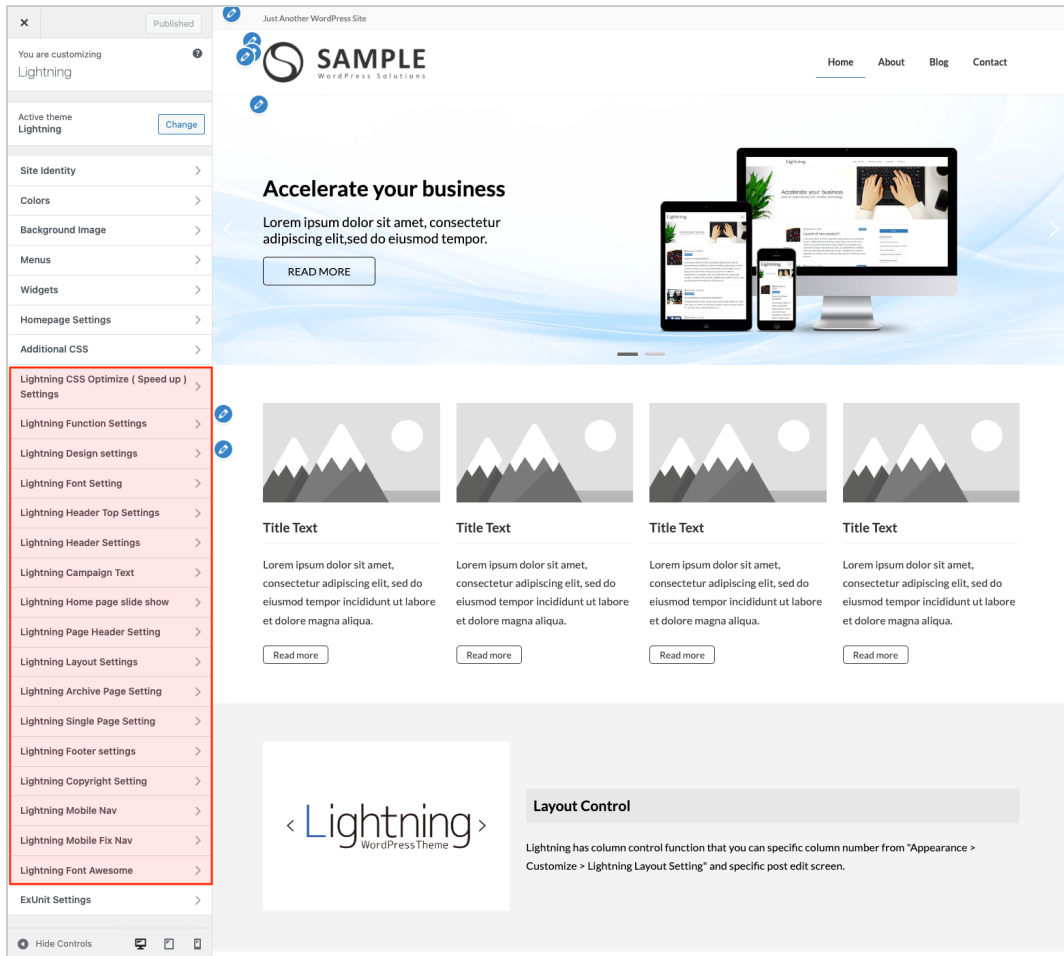 Published
You are customizing
Lightning
Active theme
Lightning
Change
Site Identity
Colors
Background Image
Menus
Widgets
Homepage Settings
Additional CSS
Lightning CSS Optimize ( Speed up )
Settings
Lightning Function Settings
Lightning Design settings
Lightning Font Setting
Lightning Header Top Settings
Lightning Header Settings
Lightning Campaign Text
Lightning Home page slide show
Lightning Page Header Setting
Lightning Layout Settings
Lightning Archive Page Setting
Lightning Single Page Setting
Lightning Footer settings
Lightning Copyright Setting
Lightning Mobile Nav
Lightning Mobile Fix Nav
Lightning Font Awesome
ExUnit Settings
Hide Controls
Just Another WordPress Site
SAMPLE
WordPress Solutions
Home About Blog Contact
Accelerate your business
Lorem ipsum dolor sit amet, consectetur
adipiscing elit,sed do eiusmod tempor.
READ MORE
Lightning
Accelerate your business
Lightning
Lightning
Title Text
Lorem ipsum dolor sit amet,
consectetur adipiscing elit, sed do
eiusmod tempor incididunt ut labore
et dolore magna aliqua.
Read more
Title Text
Lorem ipsum dolor sit amet,
consectetur adipiscing elit, sed do
eiusmod tempor incididunt ut labore
et dolore magna aliqua.
Read more
Title Text
Lorem ipsum dolor sit amet,
consectetur adipiscing elit, sed do
eiusmod tempor incididunt ut labore
et dolore magna aliqua.
Read more
Title Text
Lorem ipsum dolor sit amet,
consectetur adipiscing elit, sed do
eiusmod tempor incididunt ut labore
et dolore magna aliqua.
Read more
Lightning
WordPressTheme
Layout Control
Lightning has column control function that you can specific column number from "Appearance >
Customize > Lightning Layout Setting" and specific post edit screen.